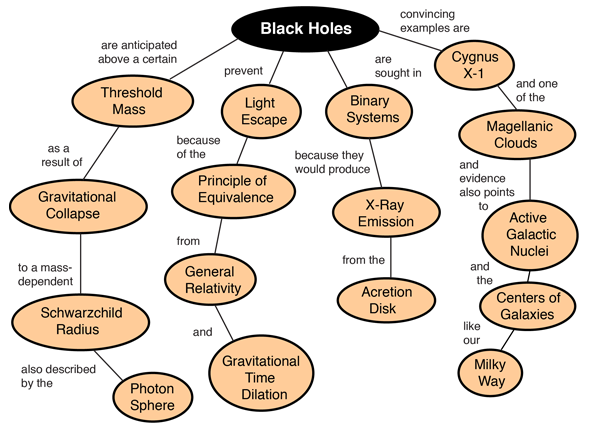 Black Holes
are anticipated
above a certain
Threshold
Mass
as a
result of
Gravitational
Collapse
to a mass-
dependent
Schwarzchild
Radius
also described
by the
Photon
Sphere
prevent
Light
Escape
because
of the
Principle of
Equivalence
from
General
Relativity
and
Gravitational
Time
Dilation
are
sought in
Binary
Systems
because they
would produce
X-Ray
Emission
from the
Acretion
Disk
convincing
examples are
Cygnus
X-1
and one
of the
Magellanic
Clouds
and
evidence
also points
to
Active
Galactic
Nuclei
and
the
Centers of
Galaxies
like
our
Milky
Way